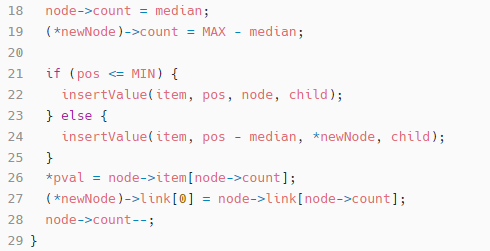 18 node->count = median;
19 (*newNode)->count = MAX - median;
20
21 if (pos <= MIN) {
22 insertValue(item, pos, node, child);
23 } else {
24 insertValue(item, pos - median, *newNode, child);
25 }
26 *pval = node->item[node->count];
27 (*newNode)->link[0] = node->link[node->count];
28 node->count--;
29 }